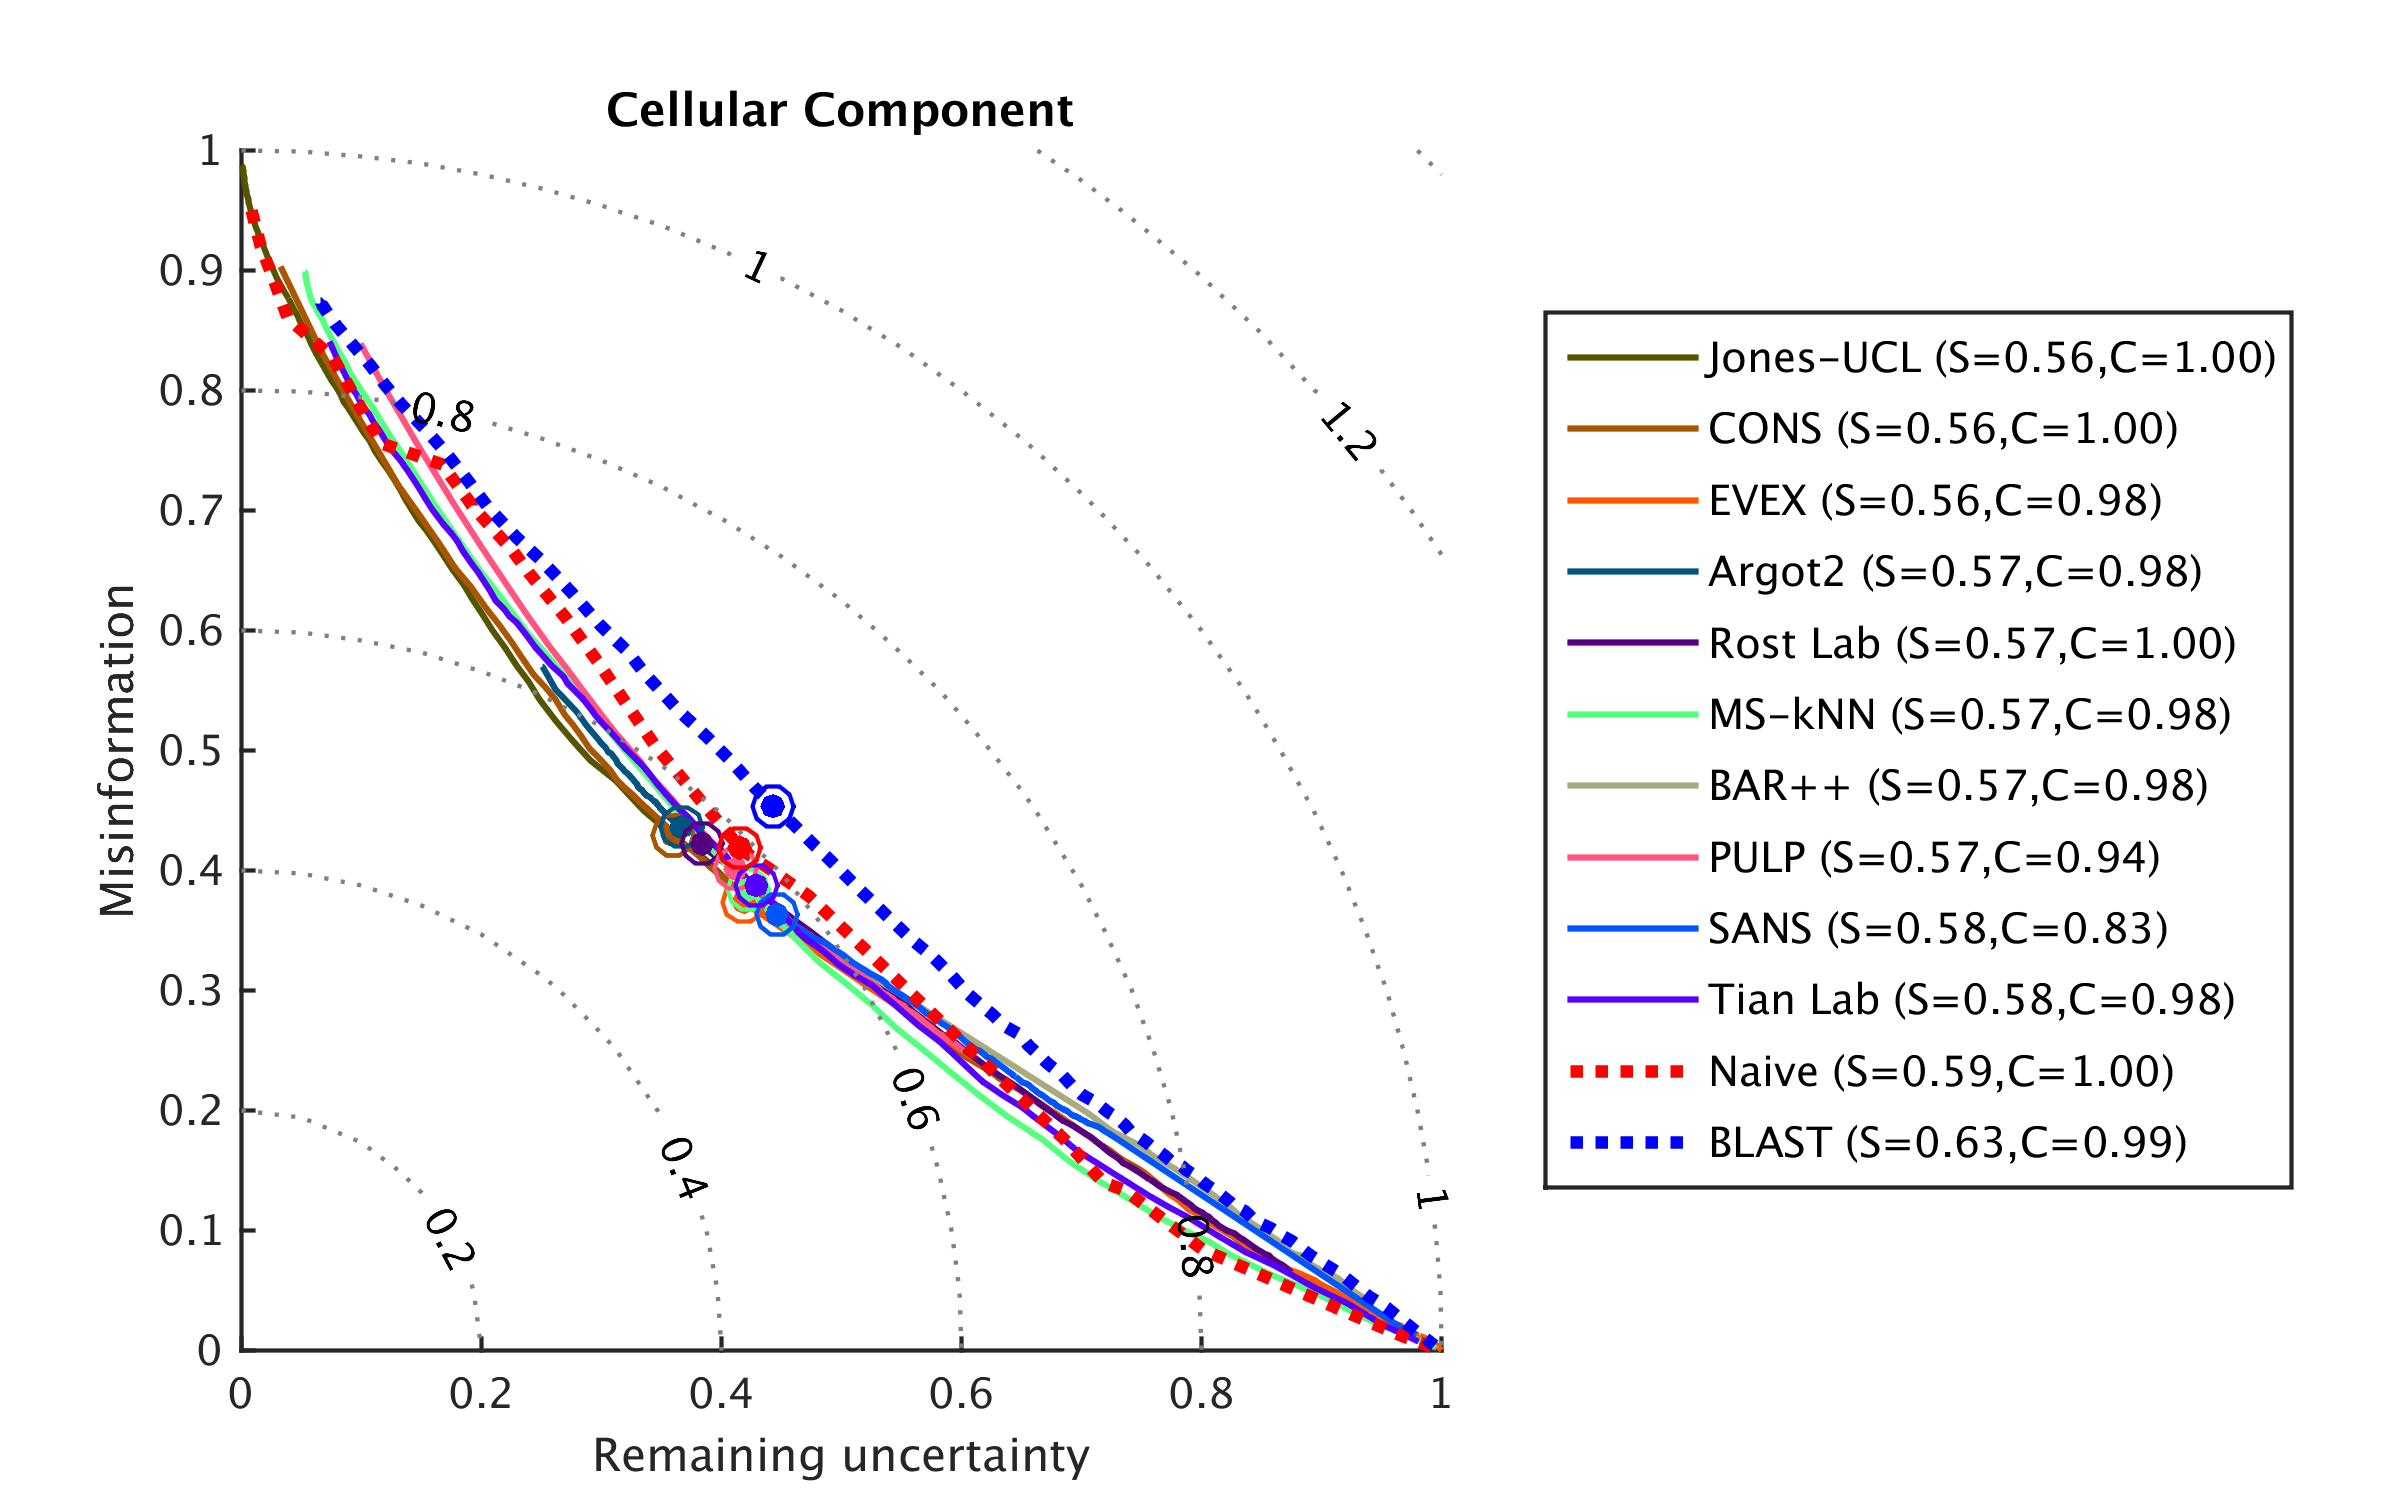 Cellular Component
1
0.9
0.8
0.7
0.6
0.5
0.4
0.3
0.2
0.1
0
Misinformation
0 0.2 0.4 0.6 0.8 1
Remaining uncertainty
1
1.2
0.8
0.6
0.4
0.2
0.8
1
Jones-UCL (S=0.56,C=1.00)
CONS (S=0.56,C=1.00)
EVEX (S=0.56,C=0.98)
Argot2 (S=0.57,C=0.98)
Rost Lab (S=0.57,C=1.00)
MS-kNN (S=0.57,C=0.98)
BAR++ (S=0.57,C=0.98)
PULP (S=0.57,C=0.94)
SANS (S=0.58,C=0.83)
Tian Lab (S=0.58,C=0.98)
Naive (S=0.59,C=1.00)
BLAST (S=0.63,C=0.99)